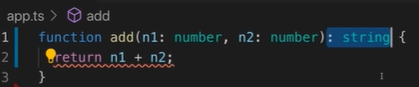 app.ts > add
1 function add(n1: number, n2: number): string {
2 return n1 + n2;
3 }